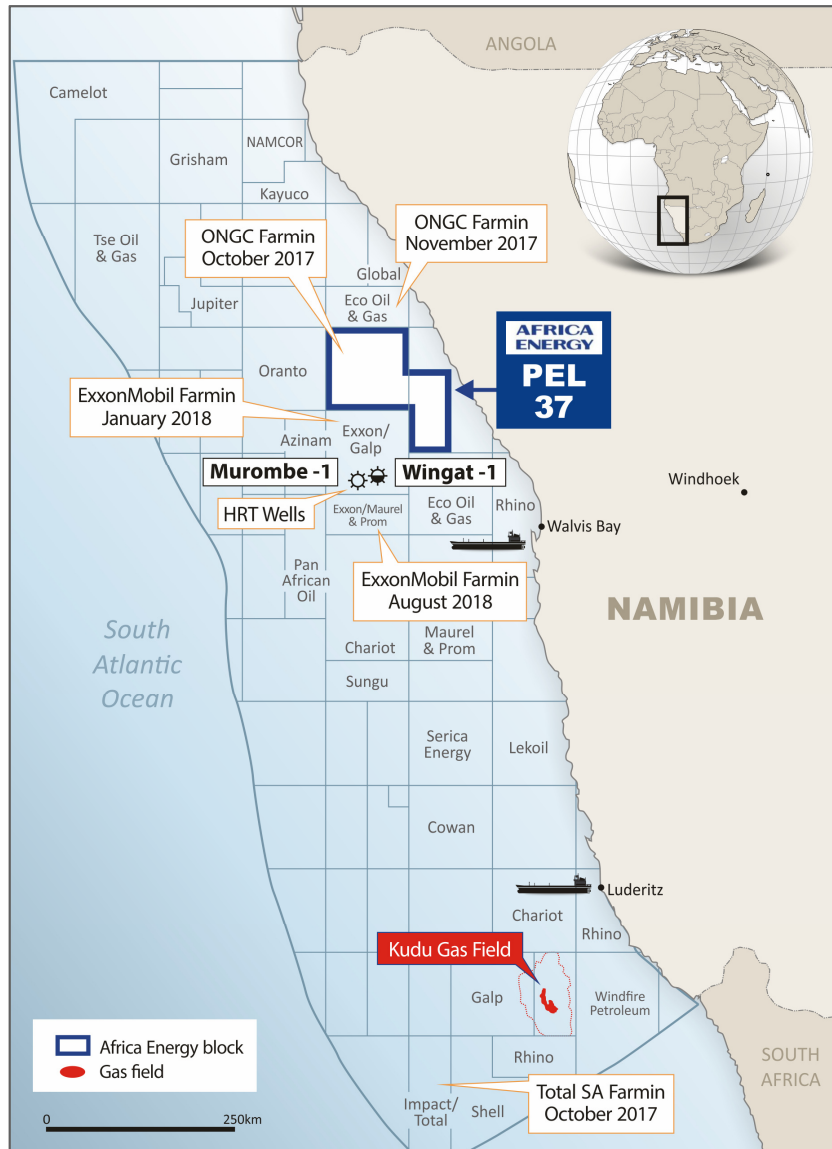 ANGOLA
Camelot
NAMCOR
Grisham
Kayuco
ONGC Farmin
October 2017
ONGC Farmin
November 2017
Tse Oil
& Gas
Global
Jupiter
Eco Oil
& Gas
AFRICA
ENERGY
PEL
37
Oranto
ExxonMobil Farmin
January 2018
Azinam
Exxon/
Galp
Murombe -1
Wingat -1
Windhoek
HRT Wells
Exxon/Maurel
& Prom
Eco Oil
& Gas
Rhino
Walvis Bay
Pan
African
Oil
ExxonMobil Farmin
August 2018
NAMIBIA
South
Atlantic
Ocean
Maurel
& Prom
Chariot
Sungu
Serica
Energy
Lekoil
Cowan
Luderitz
Chariot
Rhino
Kudu Gas Field
Galp
Windfire
Petroleum
Rhino
SOUTH
AFRICA
Africa Energy block
Gas field
Total SA Farmin
October 2017
Impact/
Total
Shell
0
250km